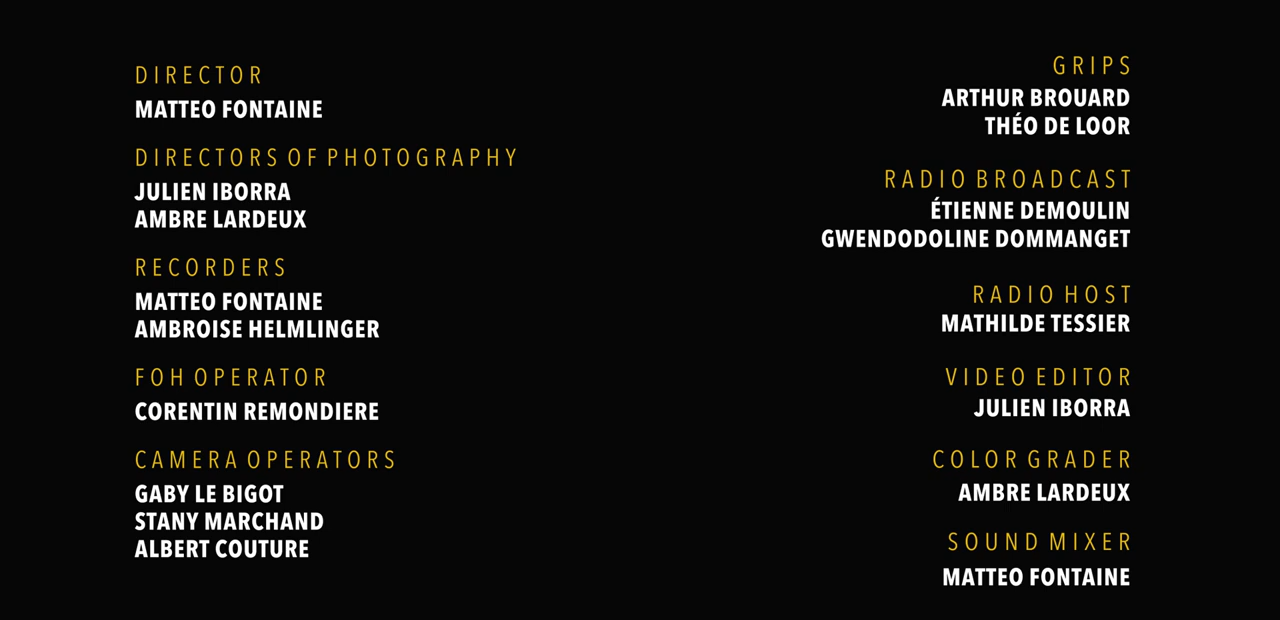 DIRECTOR
MATTEO FONTAINE
DIRECTORS OF PHOTOGRAPHY
JULIEN IBORRA
AMBRE LARDEUX
RECORDERS
MATTEO FONTAINE
AMBROISE HELMLINGER
FOH OPERATOR
CORENTIN REMONDIERE
CAMERA OPERATORS
GABY LE BIGOT
STANY MARCHAND
ALBERT COUTURE
GRIPS
ARTHUR BROUARD
THÉO DE LOOR
RADIO BROADCAST
ÉTIENNE DEMOULIN
GWENDODOLINE DOMMANGET
RADIO HOST
MATHILDE TESSIER
VIDEO EDITOR
JULIEN IBORRA
COLOR GRADER
AMBRE LARDEUX
SOUND MIXER
MATTEO FONTAINE